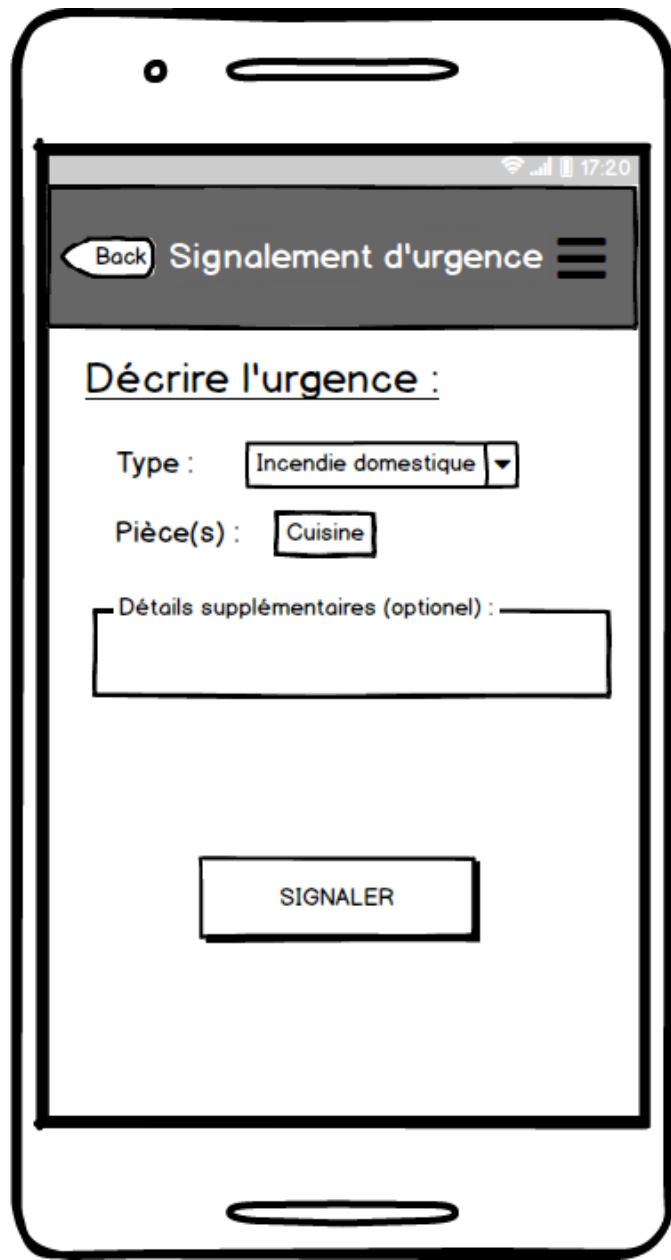 17:20
Back Signalement d'urgence
Décrire l'urgence :
Type : Incendie domestique
Pièce(s) : Cuisine
Détails supplémentaires (optionel) :
SIGNALER